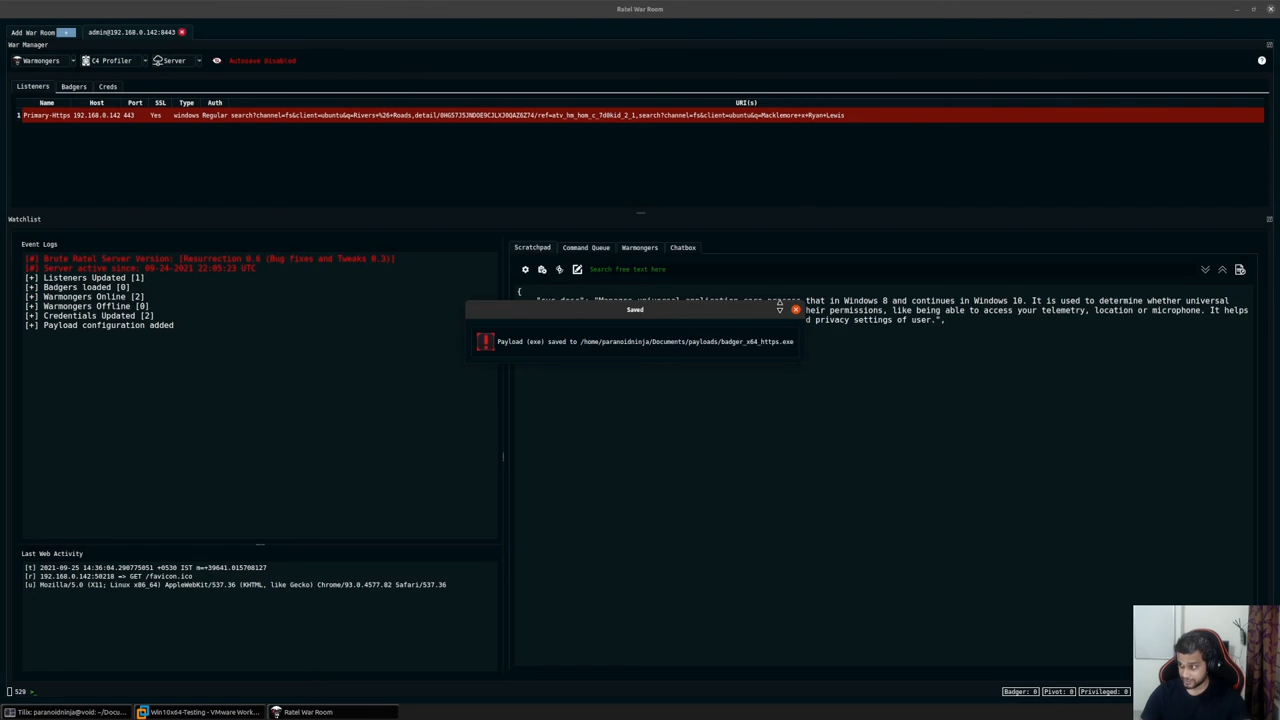 Ratel War Room
Add War Room +
admin@192.168.0.142:8443
War Manager
Warmongers
C4 Profiler
Server
Autosave Disabled
Listeners
Badgers
Creds
Name Host Port SSL Type Auth URI(s)
1 Primary-Https 192.168.0.142 443 Yes windows Regular search?channel=fs&client=ubuntu&q=Rivers+%26+Roads,detail/0HG57J5JNDOE9CJLXJ0QAZ6Z74/ref=atv_hm_hom_c_7d0kid_2_1,search?channel=fs&client=ubuntu&q=Macklemore+x+Ryan+Lewis
Watchlist
Event Logs
[#] Brute Ratel Server Version: [Resurrection 0.6 (Bug fixes and Tweaks 0.3)]
[#] Server active since: 09-24-2021 22:05:23 UTC
[+] Listeners Updated [1]
[+] Badgers loaded [0]
[+] Warmongers Online [2]
[+] Warmongers Offline [0]
[+] Credentials Updated [2]
[+] Payload configuration added
Scratchpad
Command Queue
Warmongers
Chatbox
Search free text here
{
that in Windows 8 and continues in Windows 10. It is used to determine whether universal
their permissions, like being able to access your telemetry, location or microphone. It helps
d privacy settings of user.",
Saved
Payload (exe) saved to /home/paranoidninja/Documents/payloads/badger_x64_https.exe
Last Web Activity
[t] 2021-09-25 14:36:04.290775051 +0530 IST m=+39641.015708127
[r] 192.168.0.142:50218 => GET /favicon.ico
[u] Mozilla/5.0 (X11; Linux x86_64) AppleWebKit/537.36 (KHTML, like Gecko) Chrome/93.0.4577.82 Safari/537.36
529 >_
Badger: 0
Pivot: 0
Privileged: 0
Tilix: paranoidninja@void: ~/Docu...
Win10x64-Testing - VMware Work...
Ratel War Room